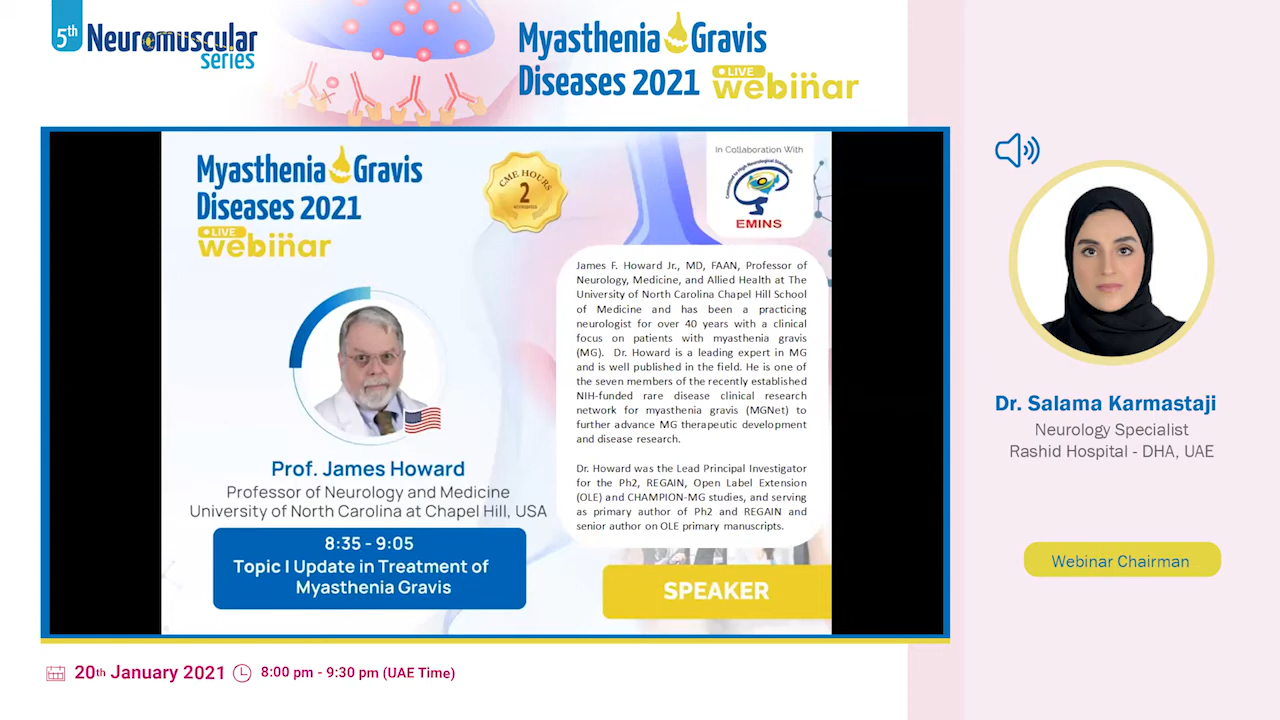 5th Neuromuscular
series
Myasthenia Gravis
Diseases 2021 LIVE webinar
Myasthenia Gravis
Diseases 2021
LIVE
webinar
CME HOURS
2
In Collaboration With
Committed to High Neurological Standards
EMINS
James F. Howard Jr., MD, FAAN, Professor of
Neurology, Medicine, and Allied Health at The
University of North Carolina Chapel Hill School
of Medicine and has been a practicing
neurologist for over 40 years with a clinical
focus on patients with myasthenia gravis
(MG). Dr. Howard is a leading expert in MG
and is well published in the field. He is one of
the seven members of the recently established
NIH-funded rare disease clinical research
network for myasthenia gravis (MGNet) to
further advance MG therapeutic development
and disease research.
Dr. Howard was the Lead Principal Investigator
for the Ph2, REGAIN, Open Label Extension
(OLE) and CHAMPION-MG studies, and serving
as primary author of Ph2 and REGAIN and
senior author on OLE primary manuscripts.
Prof. James Howard
Professor of Neurology and Medicine
University of North Carolina at Chapel Hill, USA
8:35 - 9:05
Topic I Update in Treatment of
Myasthenia Gravis
SPEAKER
Dr. Salama Karmastaji
Neurology Specialist
Rashid Hospital - DHA, UAE
Webinar Chairman
20th January 2021 8:00 pm - 9:30 pm (UAE Time)